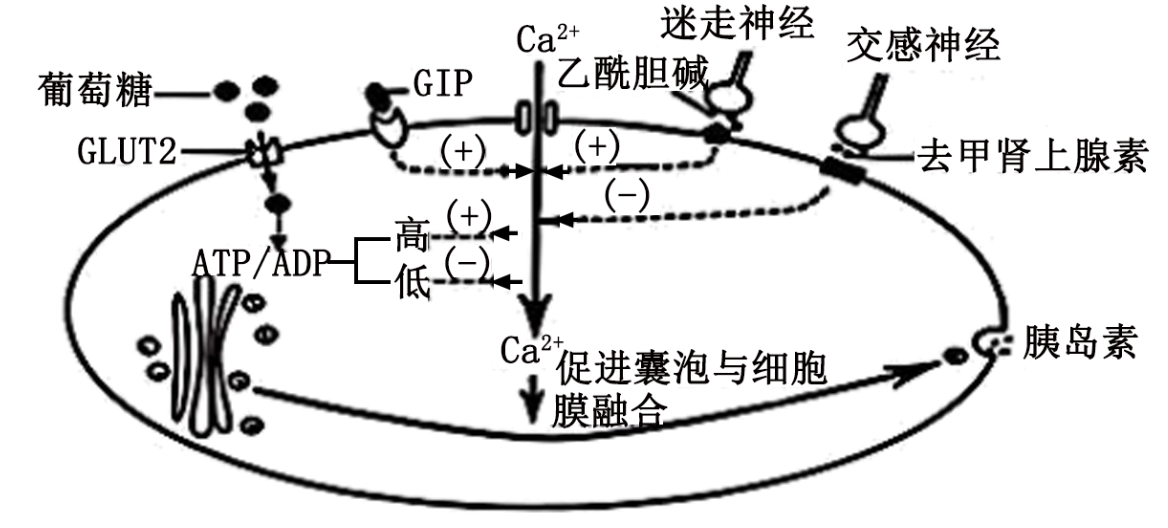 迷走神经
Ca²⁺
交感神经
乙酰胆碱
葡萄糖
GIP
GLUT2
(+)
(+)
去甲肾上腺素
(-)
高
(+)
ATP/ADP
低
(-)
Ca²⁺
促进囊泡与细胞
膜融合
胰岛素